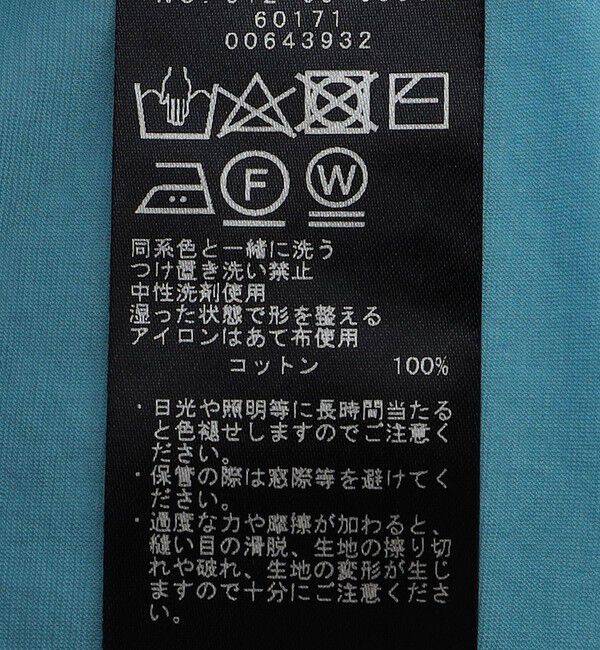 60171
00643932
F
W
同系色と一緒に洗う
つけ置き洗い禁止
中性洗剤使用
湿った状態で形を整える
アイロンはあて布使用
コットン 100%
・日光や照明等に長時間当たる
と色褪せしますのでご注意く
ださい。
・保管の際は窓際等を避けてく
ださい。
・過度な力や摩擦が加わると、
縫い目の滑脱、生地の擦り切
れや破れ、生地の変形が生じ
ますので十分にご注意くださ
い。